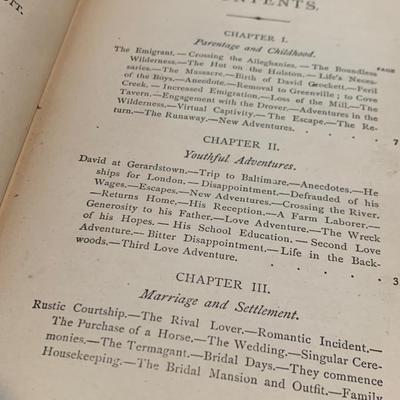 TT.
ONTENTS.
CHAPTER I.
Parentage and Childhood.
PAGE
The Emigrant.—Crossing the Alleghanies.—The Boundless
Wilderness.—The Hut on the Holston.—Life's Neces-
saries.—The Massacre.—Birth of David Crockett.—Peril
of the Boys.—Anecdote.—Removal to Greenville; to Cove
Creek.—Increased Emigration.—Loss of the Mill.—The
Tavern.—Engagement with the Drover.—Adventures in the
Wilderness.—Virtual Captivity.—The Escape.—The Re-
turn.—The Runaway.—New Adventures. . . 7
CHAPTER II.
Youthful Adventures.
David at Gerardstown.—Trip to Baltimore.—Anecdotes.—He
ships for London.—Disappointment.—Defrauded of his
Wages.—Escapes.—New Adventures.—Crossing the River.
—Returns Home.—His Reception.—A Farm Laborer.—
Generosity to his Father.—Love Adventure.—The Wreck
of his Hopes.—His School Education.—Second Love
Adventure.—Bitter Disappointment.—Life in the Back-
woods.—Third Love Adventure. . . . 3
CHAPTER III.
Marriage and Settlement.
Rustic Courtship.—The Rival Lover.—Romantic Incident.—
The Purchase of a Horse.—The Wedding.—Singular Cere-
monies.—The Termagant.—Bridal Days.—They commence
Housekeeping.—The Bridal Mansion and Outfit.—Family